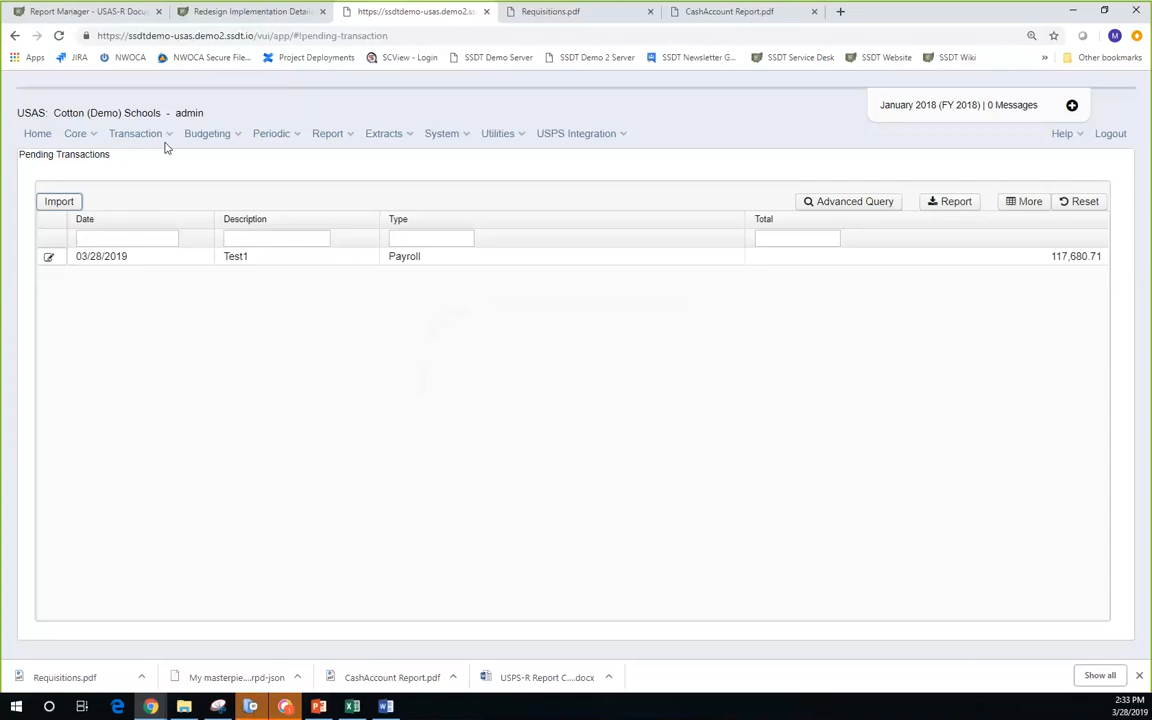 Report Manager - USAS-R Docu
Redesign Implementation Detail
https://ssdtdemo-usas.demo2.s
Requisitions.pdf
CashAccount Report.pdf
https://ssdtdemo-usas.demo2.ssdt.io/vui/app/#!pending-transaction
M
Apps
JIRA
NWOCA
NWOCA Secure File...
Project Deployments
SCView - Login
SSDT Demo Server
SSDT Demo 2 Server
SSDT Newsletter G...
SSDT Service Desk
SSDT Website
SSDT Wiki
»
Other bookmarks
USAS: Cotton (Demo) Schools - admin
January 2018 (FY 2018) | 0 Messages
Home
Core
Transaction
Budgeting
Periodic
Report
Extracts
System
Utilities
USPS Integration
Help
Logout
Pending Transactions
Import
Advanced Query
Report
More
Reset
Date
Description
Type
Total
03/28/2019
Test1
Payroll
117,680.71
Requisitions.pdf
My masterpie....rpd-json
CashAccount Report.pdf
USPS-R Report C....docx
Show all
2:33 PM
3/28/2019